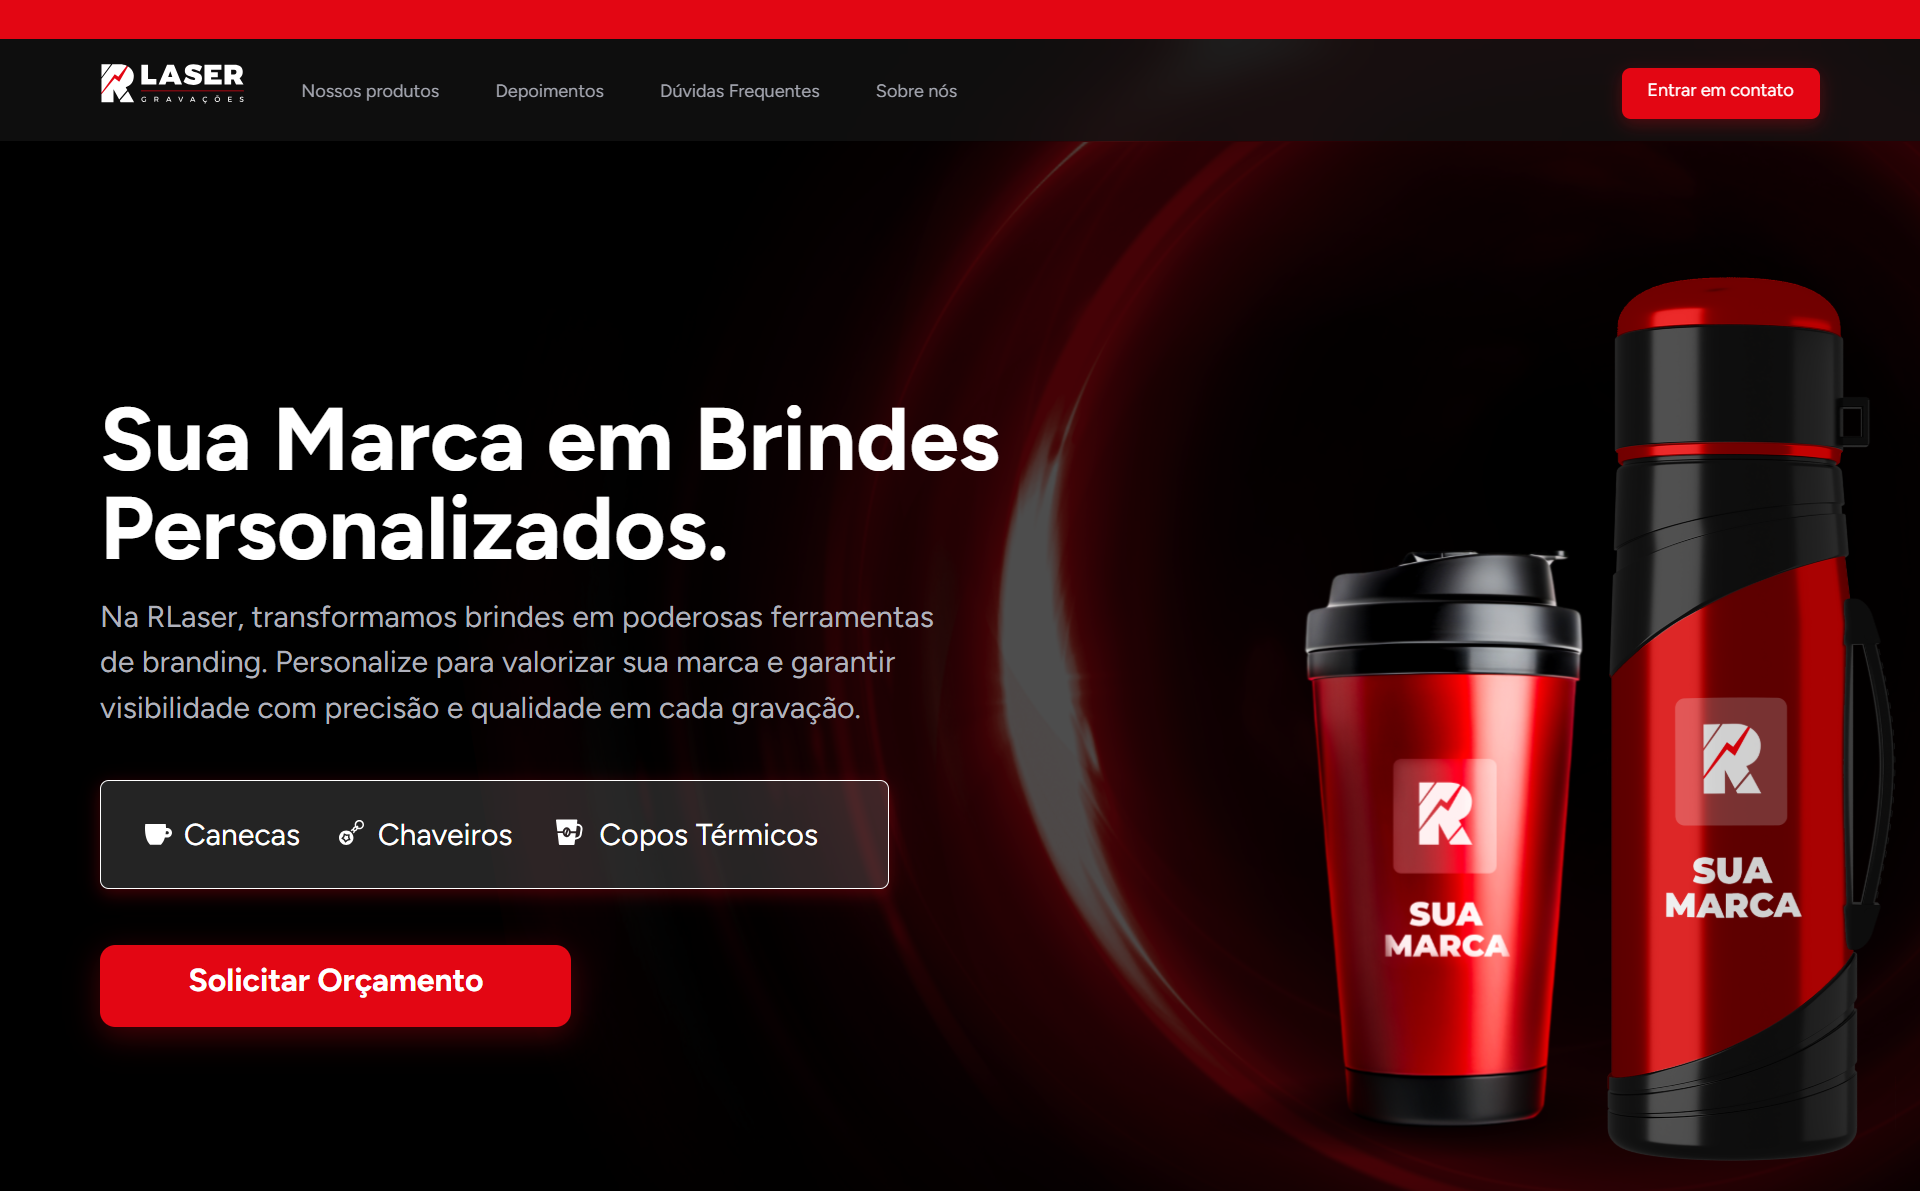 R LASER
GRAVAÇÕES
Nossos produtos
Depoimentos
Dúvidas Frequentes
Sobre nós
Entrar em contato
Sua Marca em Brindes
Personalizados.
Na RLaser, transformamos brindes em poderosas ferramentas
de branding. Personalize para valorizar sua marca e garantir
visibilidade com precisão e qualidade em cada gravação.
Canecas
Chaveiros
Copos Térmicos
Solicitar Orçamento
R
SUA
MARCA
R
SUA
MARCA